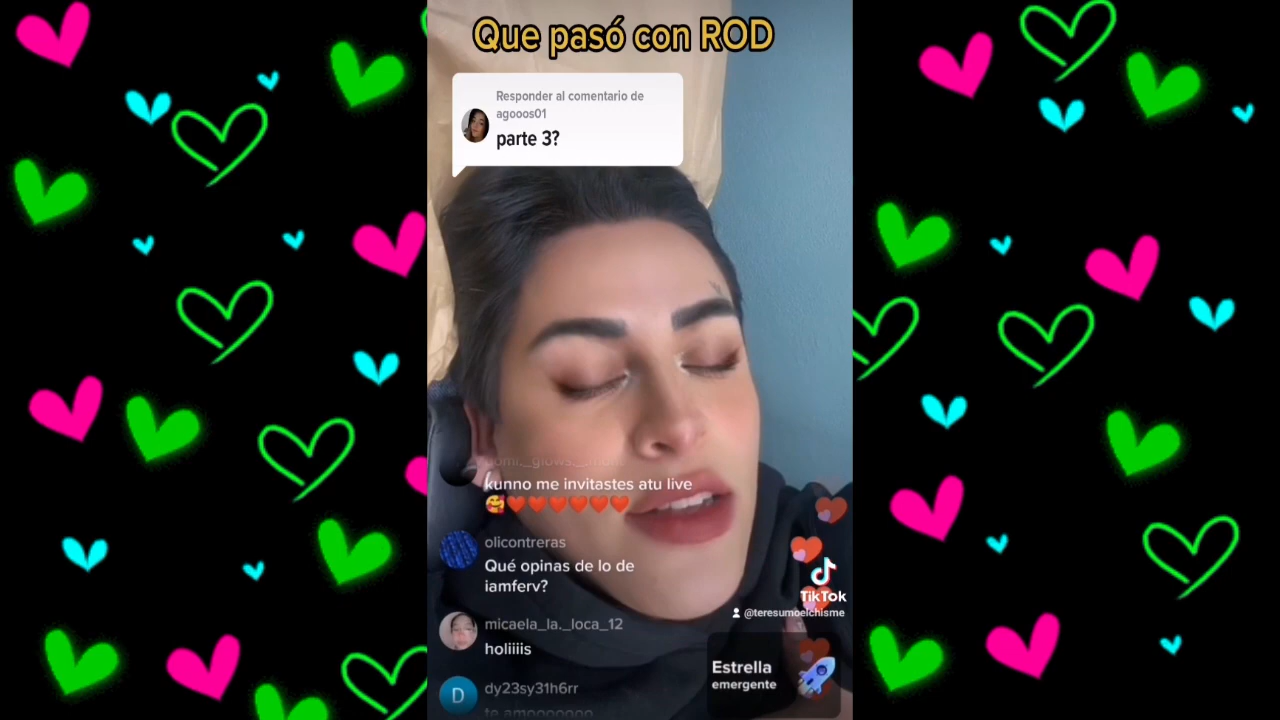 Que pasó con ROD
Responder al comentario de
agooos01
parte 3?
kunno me invitastes atu live
🥰❤️❤️❤️❤️❤️❤️
olicontreras
Qué opinas de lo de
iamferv?
TikTok
@teresumoelchisme
micaela_la._loca_12
holiiiis
Estrella
emergente
D
dy23sy31h6rr